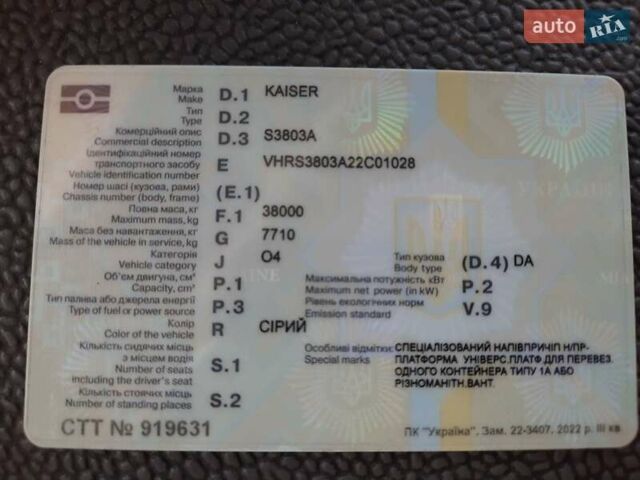 auto RIA.com
Марка
Make D.1 KAISER
Тип
Type D.2
Комерційний опис
Commercial description D.3 S3803A
Ідентифікаційний номер
транспортного засобу
Vehicle identification number E VHRS3803A22C01028
Номер шасі (кузова, рами)
Chassis number (body, frame) (E.1)
Повна маса, кг
Maximum mass, kg F.1 38000
Маса без навантаження, кг
Mass of the vehicle in service, kg G 7710
Категорія
Vehicle category J O4
Тип кузова
Body type (D.4) DA
Об'єм двигуна, см³
Capacity, cm³ P.1
Максимальна потужність кВт
Maximum net power (in kW) P.2
Тип палива або джерела енергії
Type of fuel or power source P.3
Рівень екологічних норм
Emission standard V.9
Колір
Color of the vehicle R СІРИЙ
Кількість сидячих місць
з місцем водія
Number of seats
including the driver's seat S.1
Особливі відмітки
Special marks
СПЕЦІАЛІЗОВАНИЙ НАПІВПРИЧІП Н/ПР-
ПЛАТФОРМА УНІВЕРС.ПЛАТФ.ДЛЯ ПЕРЕВЕЗ.
ОДНОГО КОНТЕЙНЕРА ТИПУ 1А АБО
РІЗНОМАНІТН.ВАНТ.
Кількість стоячих місць
Number of standing places S.2
СТТ № 919631
ПК "Україна". Зам. 22-3407. 2022 р. III кв